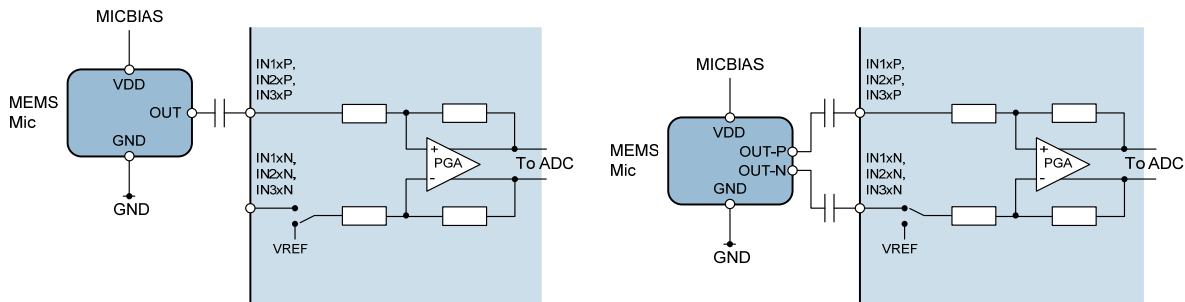 MICBIAS
VDD
MEMS
Mic
OUT
GND
GND
IN1xP,
IN2xP,
IN3xP
IN1xN,
IN2xN,
IN3xN
+
PGA
-
To ADC
VREF
MICBIAS
VDD
MEMS
Mic
OUT-P
OUT-N
GND
GND
IN1xP,
IN2xP,
IN3xP
IN1xN,
IN2xN,
IN3xN
+
PGA
-
To ADC
VREF